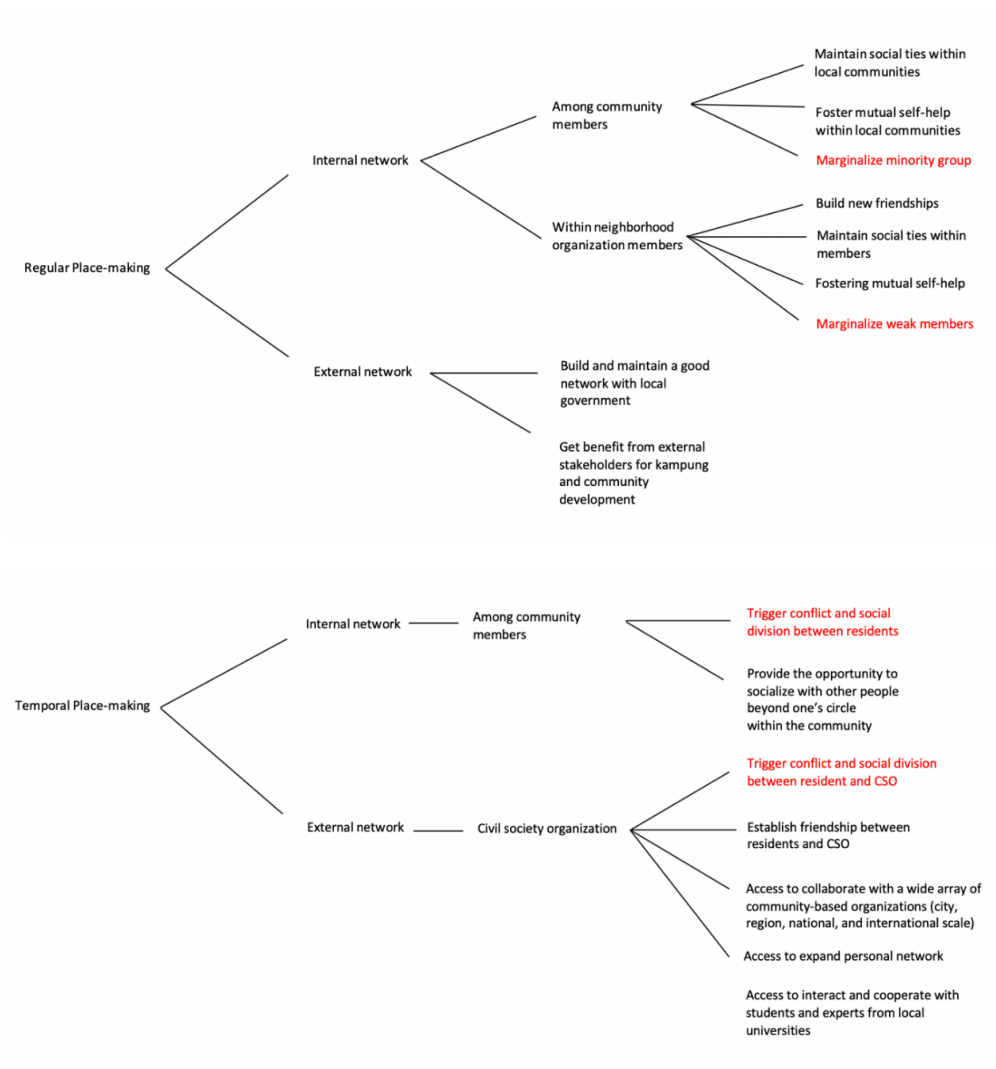 Maintain social ties within
local communities
Among community
members
Foster mutual self-help
within local communities
Internal network
Marginalize minority group
Build new friendships
Within neighborhood
organization members
Maintain social ties within
members
Regular Place-making
Fostering mutual self-help
Marginalize weak members
External network
Build and maintain a good
network with local
government
Get benefit from external
stakeholders for kampung
and community
development
Internal network
Among community
members
Trigger conflict and social
division between residents
Provide the opportunity to
socialize with other people
beyond one's circle
within the community
Temporal Place-making
Trigger conflict and social division
between resident and CSO
External network
Civil society organization
Establish friendship between
residents and CSO
Access to collaborate with a wide array of
community-based organizations (city,
region, national, and international scale)
Access to expand personal network
Access to interact and cooperate with
students and experts from local
universities